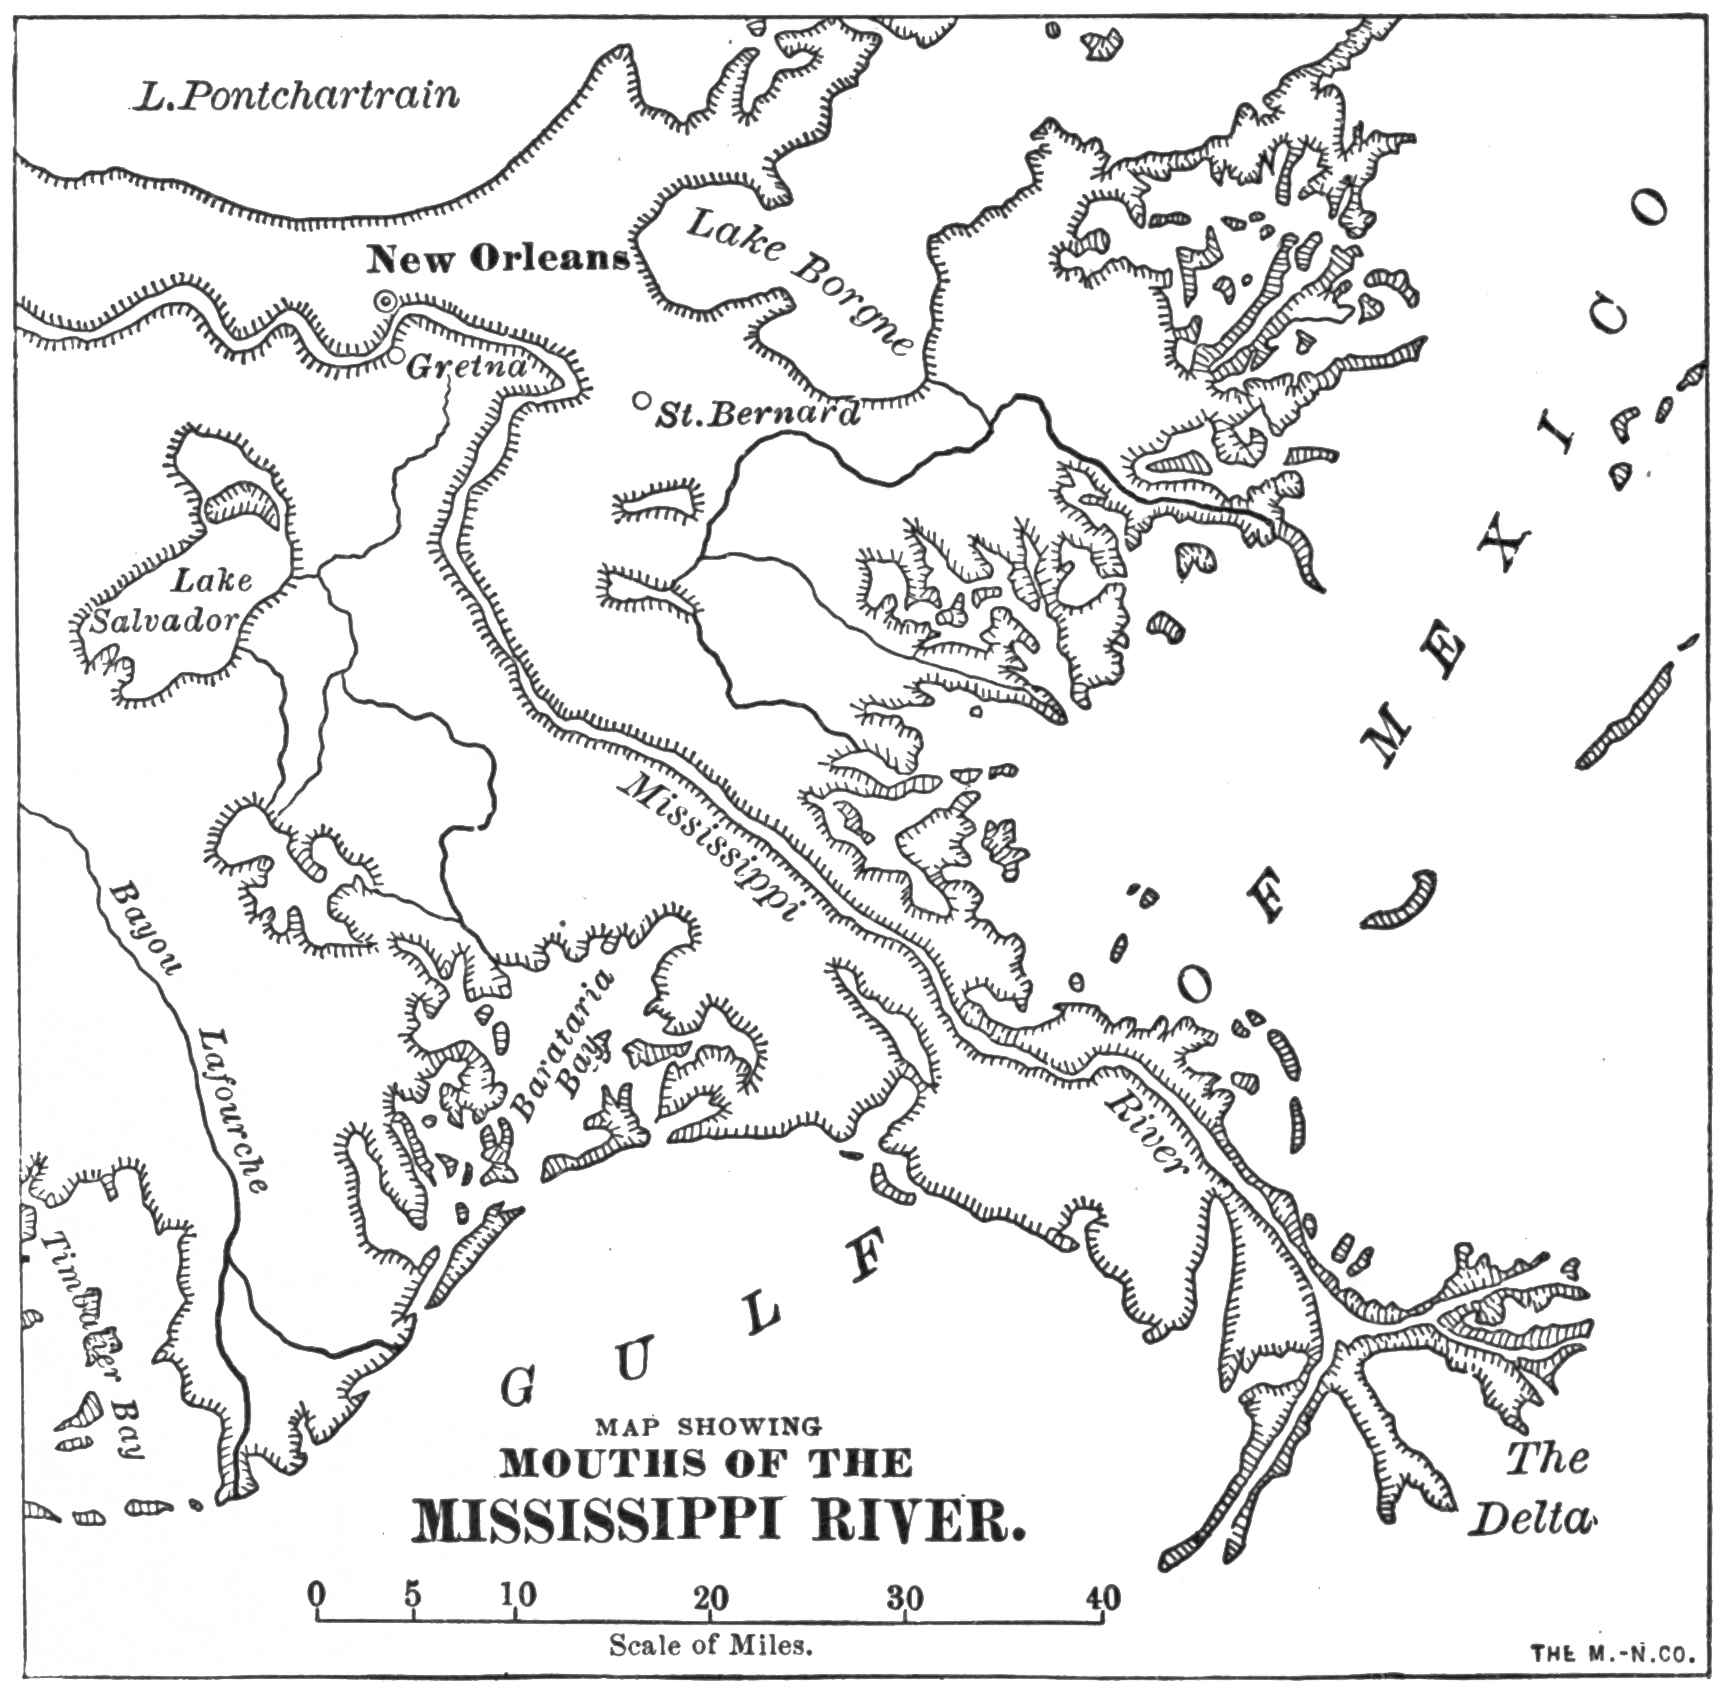 L. Pontchartrain
Lake Borgne
New Orleans
Gretna
St. Bernard
Lake
Salvador
Mississippi
River
Bayou
Lafourche
Barataria
Bay
Timbalier Bay
GULF OF MEXICO
The
Delta
MAP SHOWING
MOUTHS OF THE
MISSISSIPPI RIVER.
0 5 10 20 30 40
Scale of Miles.
THE M.-N. CO.